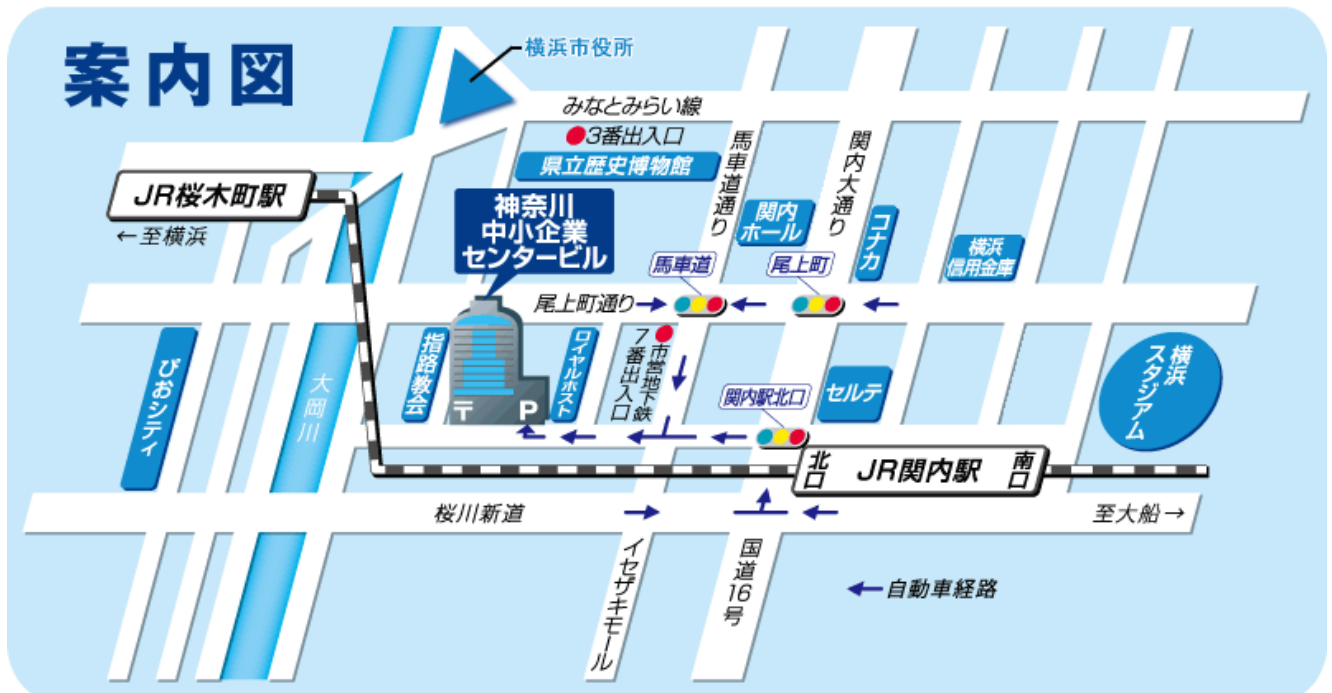 案内図
横浜市役所
みなとみらい線
3番出入口
県立歴史博物館
馬車道通り
関内大通り
JR桜木町駅
←至横浜
神奈川
中小企業
センタービル
関内
ホール
コナカ
横浜
信用金庫
馬車道
尾上町
尾上町通り
ぴおシティ
大岡川
指路教会
〒
P
ロイヤルホスト
市営地下鉄
7番出入口
関内駅北口
セルテ
横浜
スタジアム
北口
JR関内駅
南口
桜川新道
至大船→
イセザキモール
国道16号
自動車経路